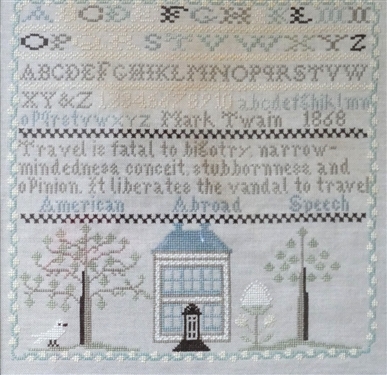 OP STVWXYZ
ABCDEFGHIKLMNOPQRSTVW
XY&Z abcdefghiklmn
opqrstvwxyz Mark Twain 1868
Travel is fatal to bigotry, narrow-
mindedness, conceit, stubbornness, and
opinion. It liberates the vandal to travel
American Abroad Speech